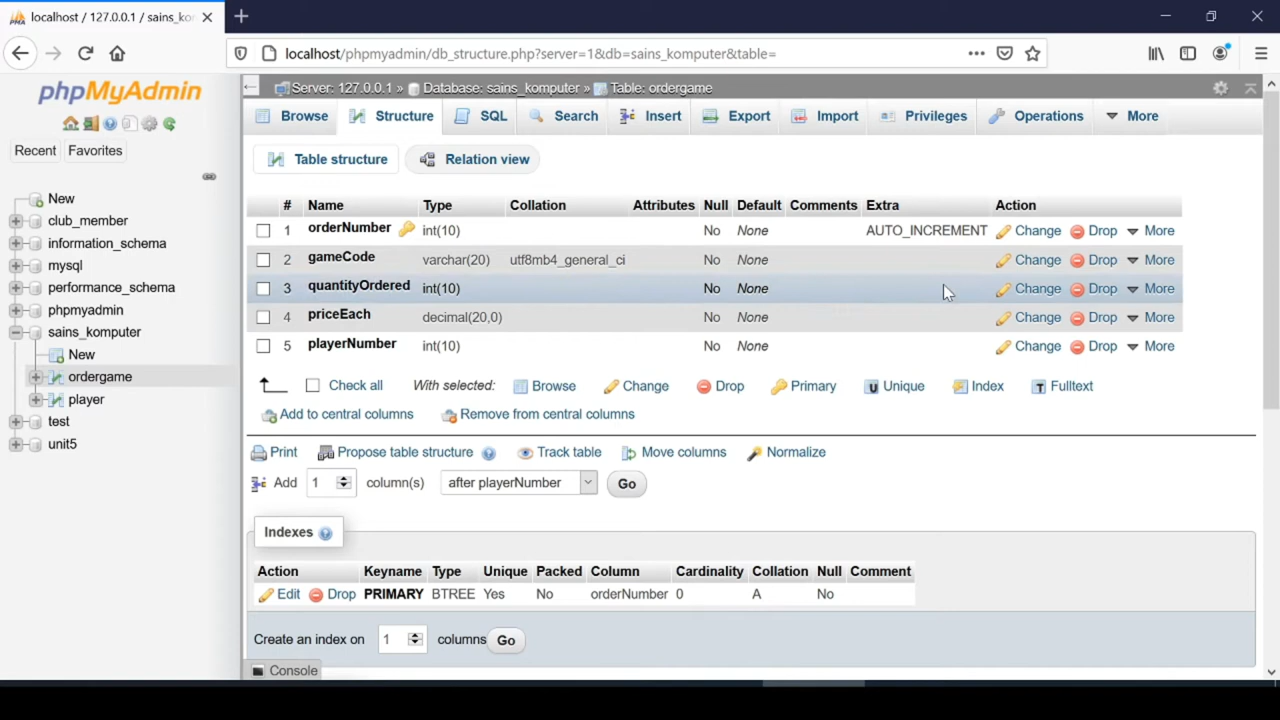 localhost / 127.0.0.1 / sains_ko
localhost/phpmyadmin/db_structure.php?server=1&db=sains_komputer&table=
phpMyAdmin
Recent Favorites
New
club_member
information_schema
mysql
performance_schema
phpmyadmin
sains_komputer
New
ordergame
player
test
unit5
Server: 127.0.0.1 » Database: sains_komputer » Table: ordergame
Browse Structure SQL Search Insert Export Import Privileges Operations More
Table structure Relation view
# Name Type Collation Attributes Null Default Comments Extra Action
1 orderNumber int(10) No None AUTO_INCREMENT Change Drop More
2 gameCode varchar(20) utf8mb4_general_ci No None Change Drop More
3 quantityOrdered int(10) No None Change Drop More
4 priceEach decimal(20,0) No None Change Drop More
5 playerNumber int(10) No None Change Drop More
Check all With selected: Browse Change Drop Primary Unique Index Fulltext
Add to central columns Remove from central columns
Print Propose table structure Track table Move columns Normalize
Add 1 column(s) after playerNumber Go
Indexes
Action Keyname Type Unique Packed Column Cardinality Collation Null Comment
Edit Drop PRIMARY BTREE Yes No orderNumber 0 A No
Create an index on 1 columns Go
Console